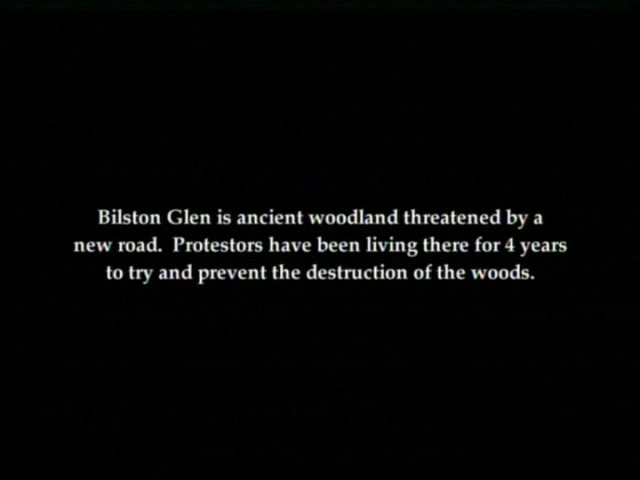 Bilston Glen is ancient woodland threatened by a
new road.  Protestors have been living there for 4 years
to try and prevent the destruction of the woods.